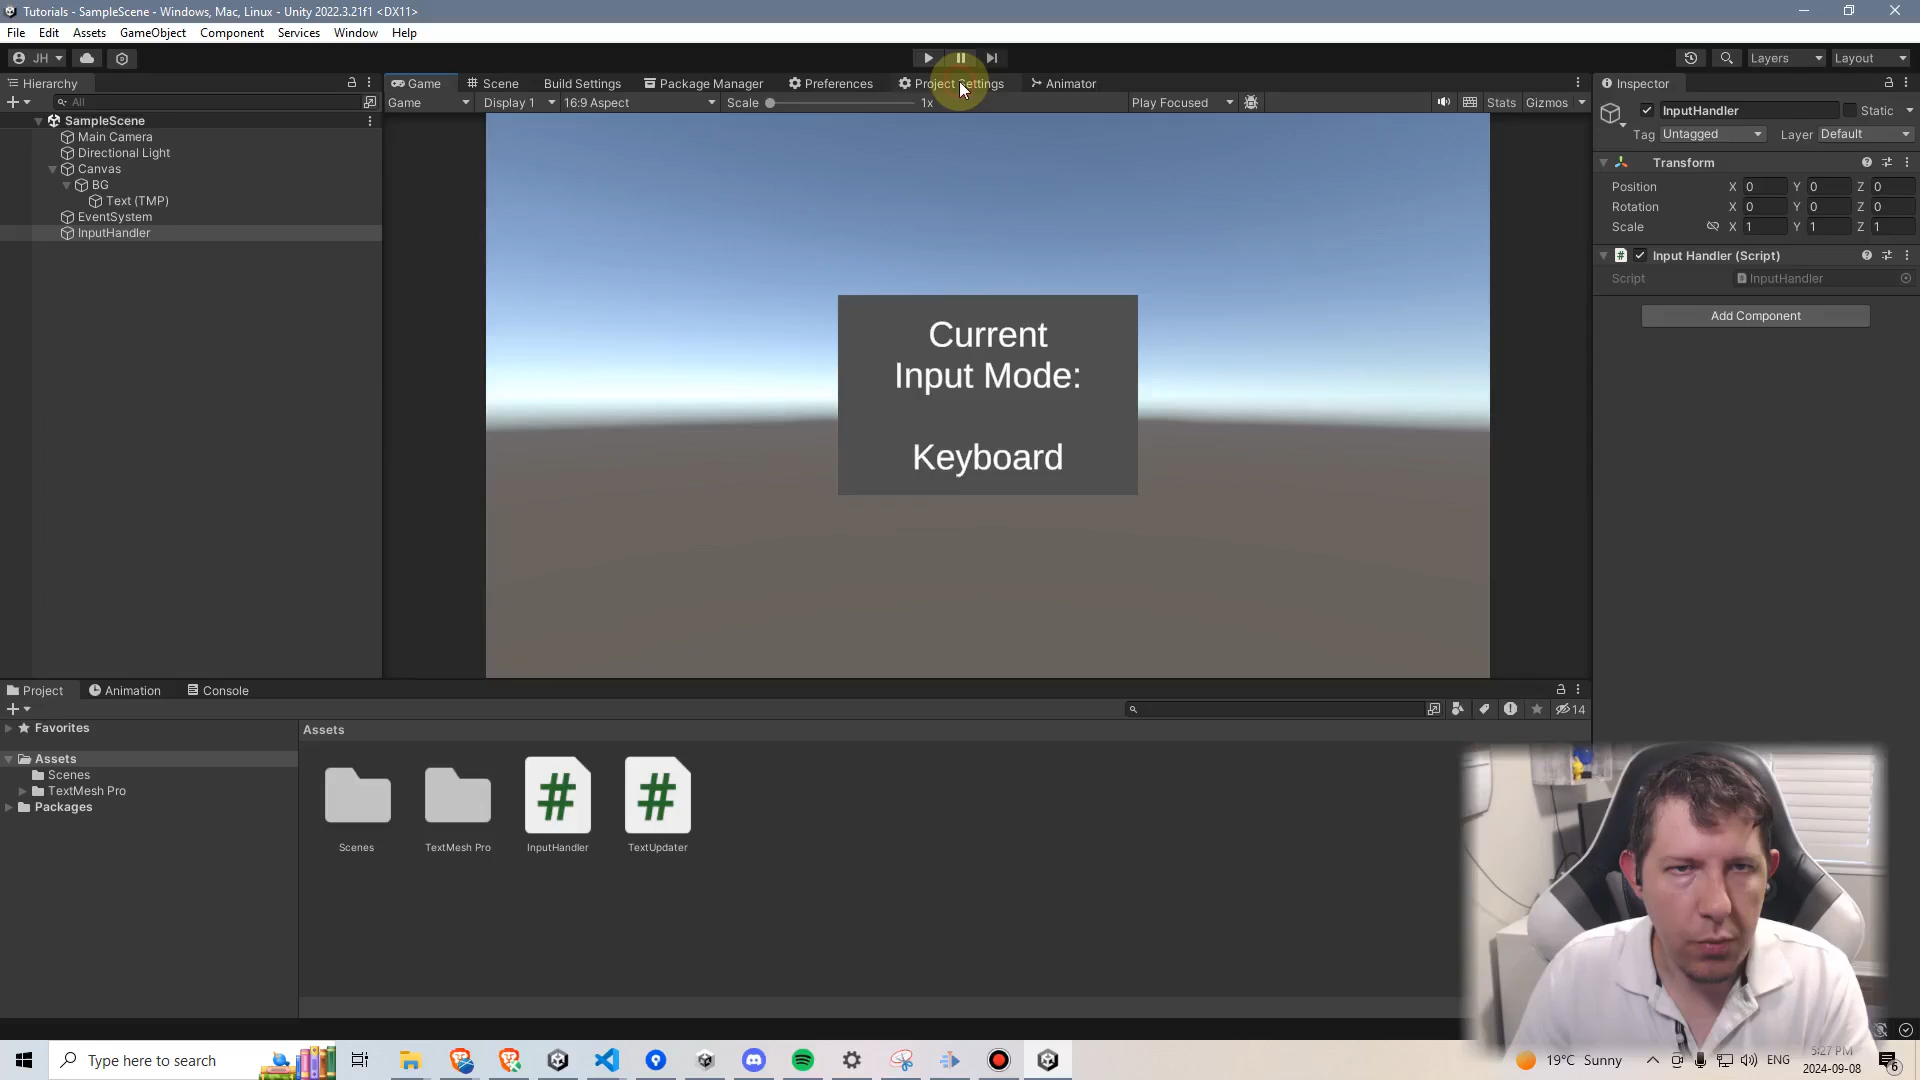 Tutorials - SampleScene - Windows, Mac, Linux - Unity 2022.3.21f1 <DX11>
File Edit Assets GameObject Component Services Window Help
JH Layers Layout
Hierarchy Game Scene Build Settings Package Manager Preferences Project Settings Animator Inspector
All Game Display 1 16:9 Aspect Scale 1x Play Focused Stats Gizmos
InputHandler Static
Tag Untagged Layer Default
SampleScene
Main Camera
Directional Light
Canvas
BG
Text (TMP)
EventSystem
InputHandler
Transform
Position X 0 Y 0 Z 0
Rotation X 0 Y 0 Z 0
Scale X 1 Y 1 Z 1
# Input Handler (Script)
Script InputHandler
Add Component
Current
Input Mode:
Keyboard
Project Animation Console
14
Favorites
Assets
Scenes
TextMesh Pro
Packages
Assets
# #
Scenes TextMesh Pro InputHandler TextUpdater
Type here to search
19°C Sunny ENG
5:27 PM
2024-09-08
6